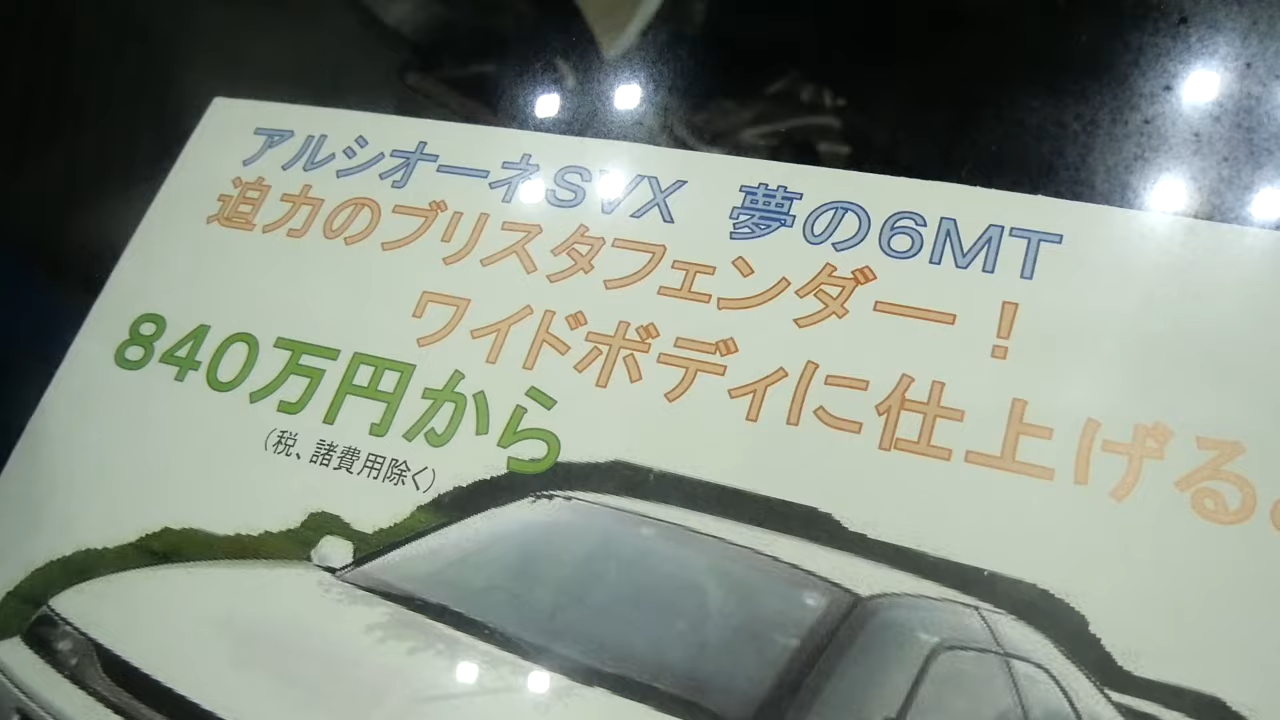 アルシオーネSVX 夢の6MT
迫力のブリスタフェンダー！
ワイドボディに仕上げる。
840万円から
（税、諸費用除く）